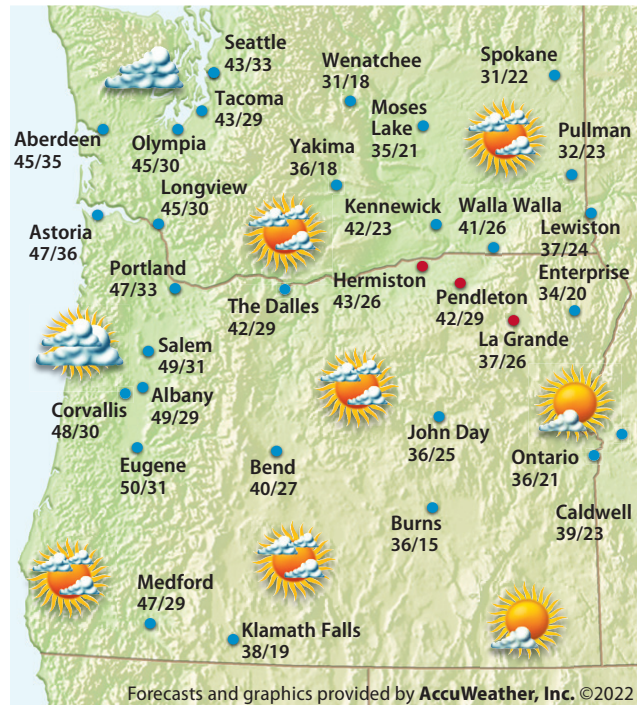 Seattle
43/33
Wenatchee
31/18
Spokane
31/22
Tacoma
43/29
Moses
Lake
35/21
Aberdeen
45/35
Olympia
45/30
Yakima
36/18
Pullman
32/23
Longview
45/30
Kennewick
42/23
Walla Walla
41/26
Astoria
47/36
Lewiston
37/24
Portland
47/33
The Dalles
42/29
Hermiston
43/26
Pendleton
42/29
Enterprise
34/20
La Grande
37/26
Salem
49/31
Albany
49/29
Corvallis
48/30
John Day
36/25
Eugene
50/31
Bend
40/27
Ontario
36/21
Burns
36/15
Caldwell
39/23
Medford
47/29
Klamath Falls
38/19
Forecasts and graphics provided by AccuWeather, Inc. ©2022